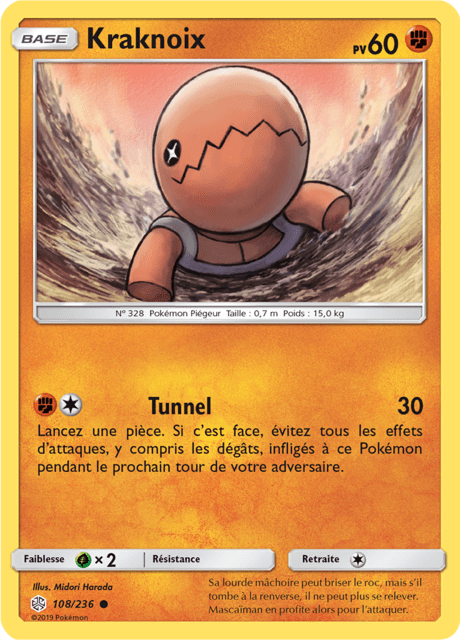 BASE Kraknoix PV60
N° 328 Pokémon Piégeur Taille : 0,7 m Poids : 15,0 kg
Tunnel 30
Lancez une pièce. Si c'est face, évitez tous les effets
d'attaques, y compris les dégâts, infligés à ce Pokémon
pendant le prochain tour de votre adversaire.
Faiblesse ×2 Résistance Retraite
Illus. Midori Harada
108/236
©2019 Pokémon
Sa lourde mâchoire peut briser le roc, mais s'il
tombe à la renverse, il ne peut plus se relever.
Mascaïman en profite alors pour l'attaquer.